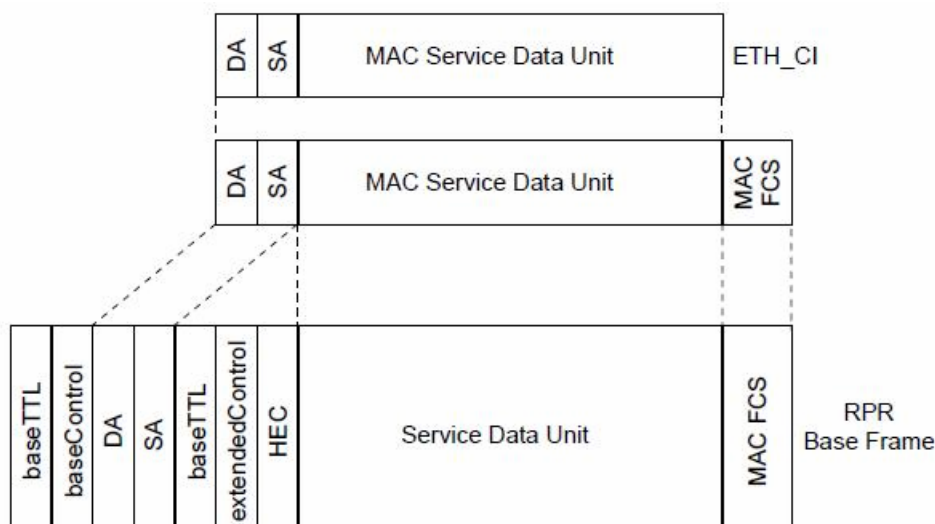 DA
SA
MAC Service Data Unit
ETH_CI
DA
SA
MAC Service Data Unit
MAC
FCS
baseTTL
baseControl
DA
SA
baseTTL
extendedControl
HEC
Service Data Unit
MAC FCS
RPR
Base Frame